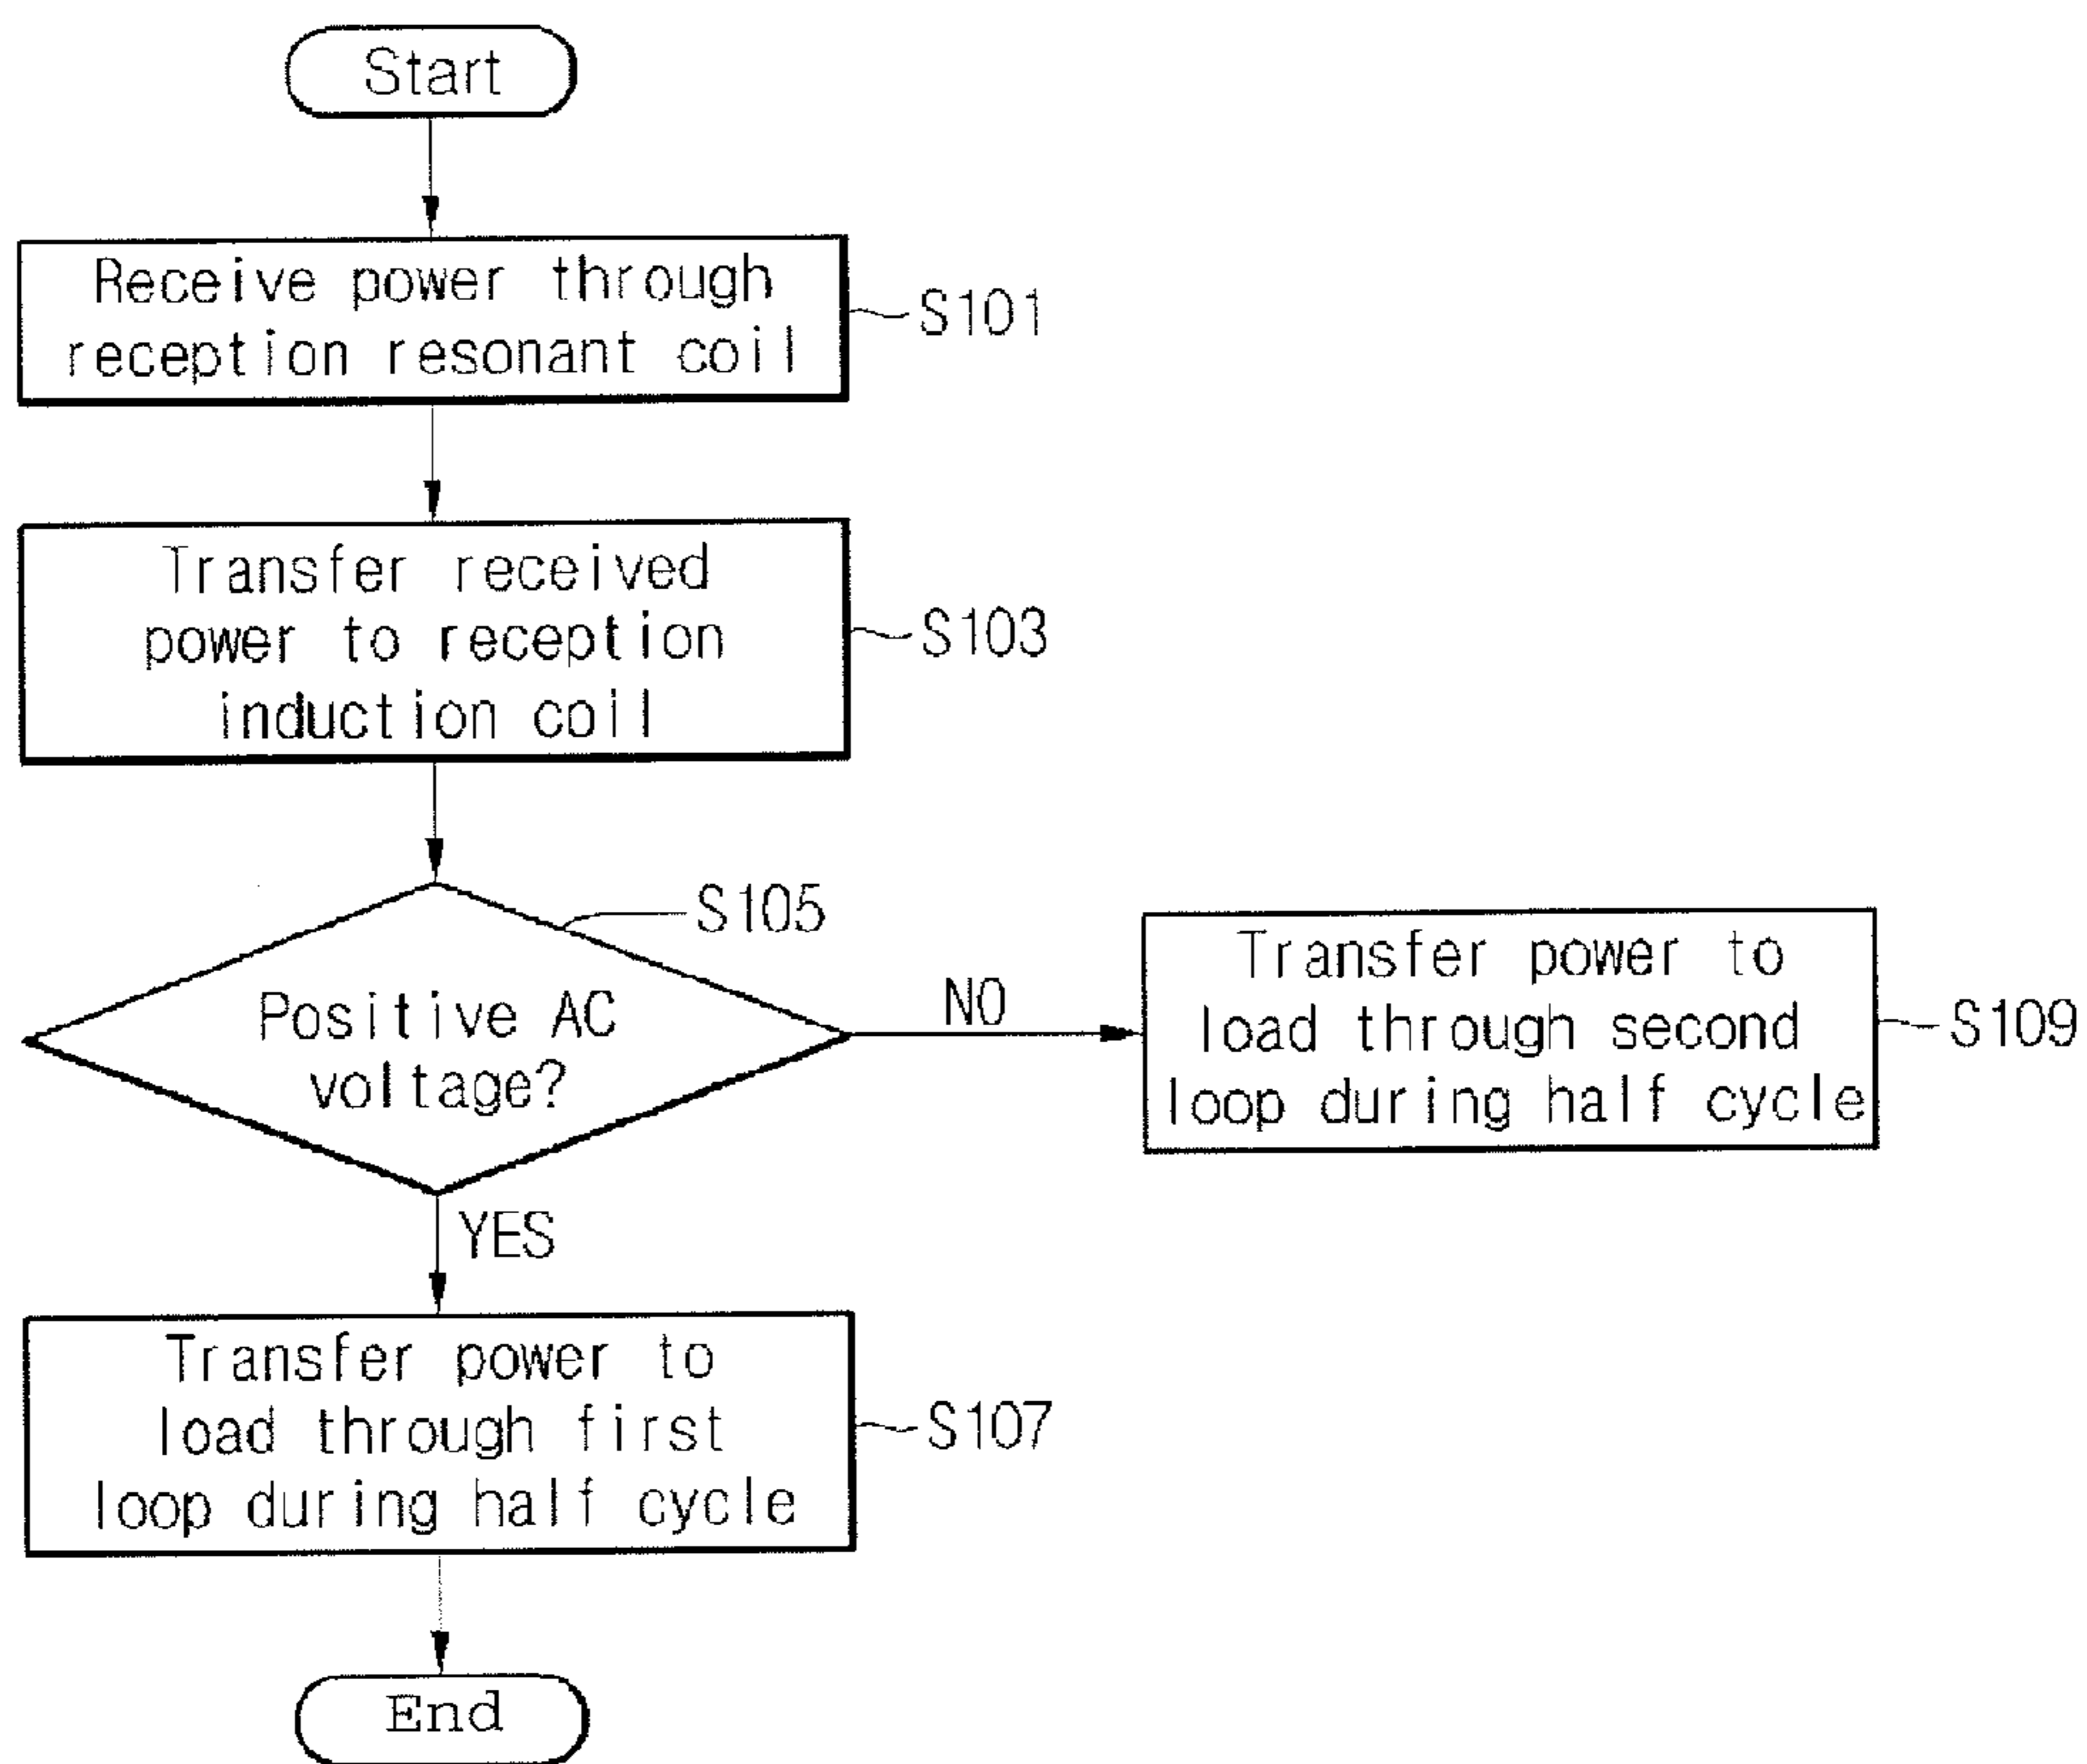 Start
Receive power through
reception resonant coil
S101
Transfer received
power to reception
induction coil
S103
S105
Positive AC
voltage?
NO
Transfer power to
load through second
loop during half cycle
S109
YES
Transfer power to
load through first
loop during half cycle
S107
End